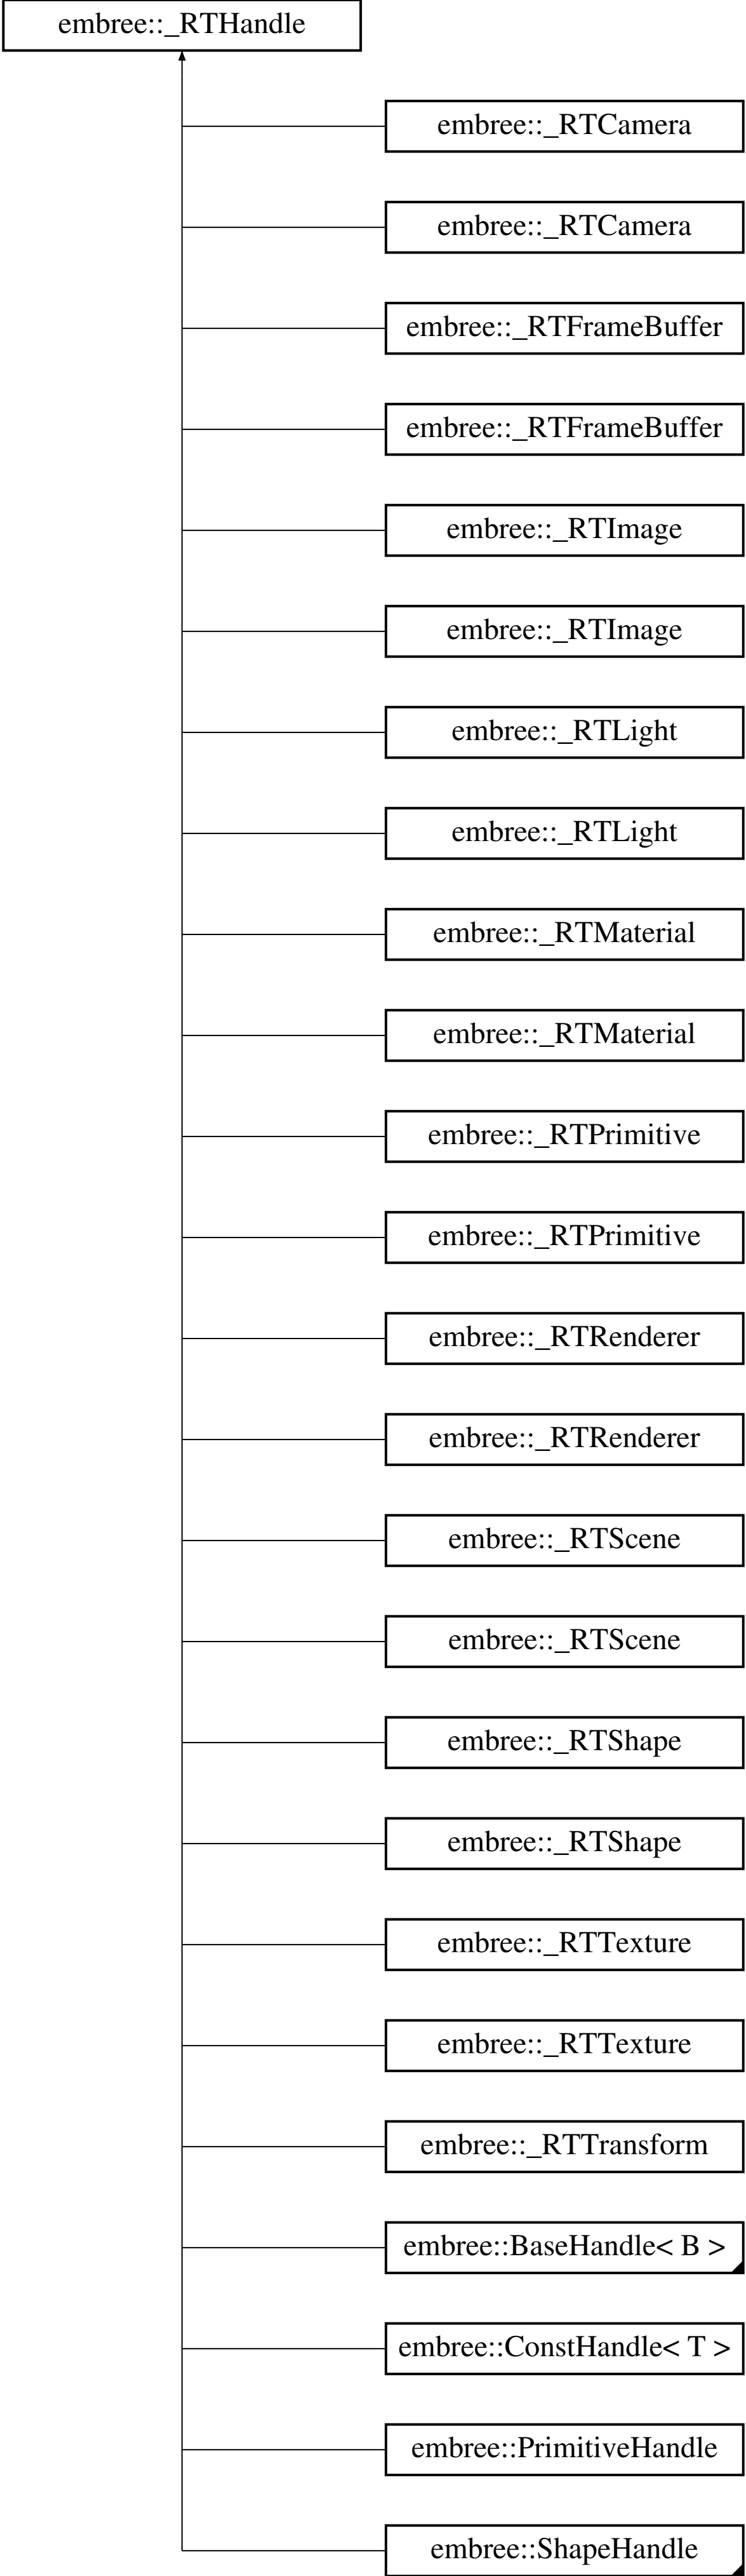 embree::_RTHandle
embree::_RTCamera
embree::_RTCamera
embree::_RTFrameBuffer
embree::_RTFrameBuffer
embree::_RTImage
embree::_RTImage
embree::_RTLight
embree::_RTLight
embree::_RTMaterial
embree::_RTMaterial
embree::_RTPrimitive
embree::_RTPrimitive
embree::_RTRenderer
embree::_RTRenderer
embree::_RTScene
embree::_RTScene
embree::_RTShape
embree::_RTShape
embree::_RTTexture
embree::_RTTexture
embree::_RTTransform
embree::BaseHandle< B >
embree::ConstHandle< T >
embree::PrimitiveHandle
embree::ShapeHandle